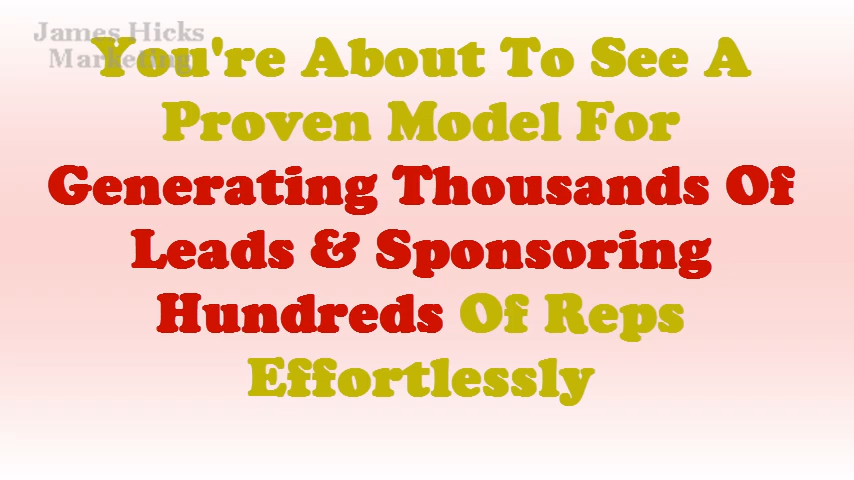 James Hicks
Marketing
You're About To See A
Proven Model For
Generating Thousands Of
Leads & Sponsoring
Hundreds Of Reps
Effortlessly